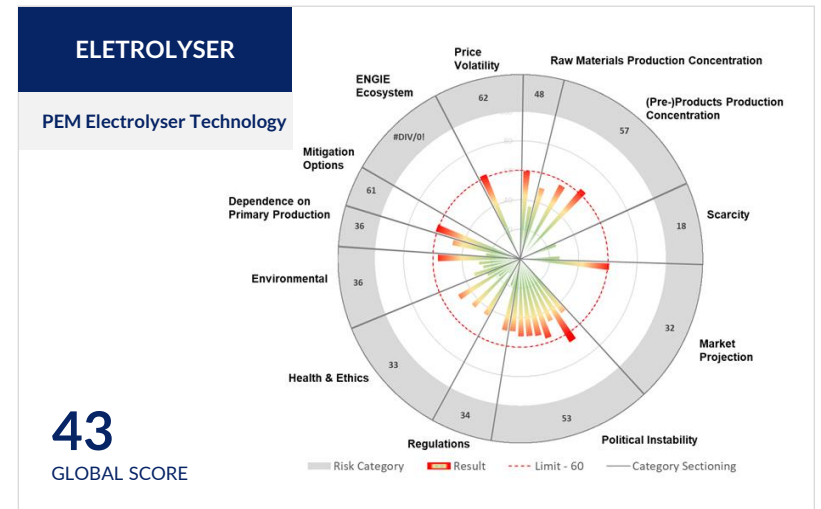 ELETROLYSER
PEM Electrolyser Technology
Price
Volatility
Raw Materials Production Concentration
ENGIE
Ecosystem
(Pre-)Products Production
Concentration
62
48
57
#DIV/0!
Mitigation
Options
61
Dependence on
Primary Production
36
Scarcity
18
Environmental
36
32
Market
Projection
33
Health & Ethics
34
53
Regulations
Political Instability
43
GLOBAL SCORE
Risk Category
Result
Limit - 60
Category Sectioning